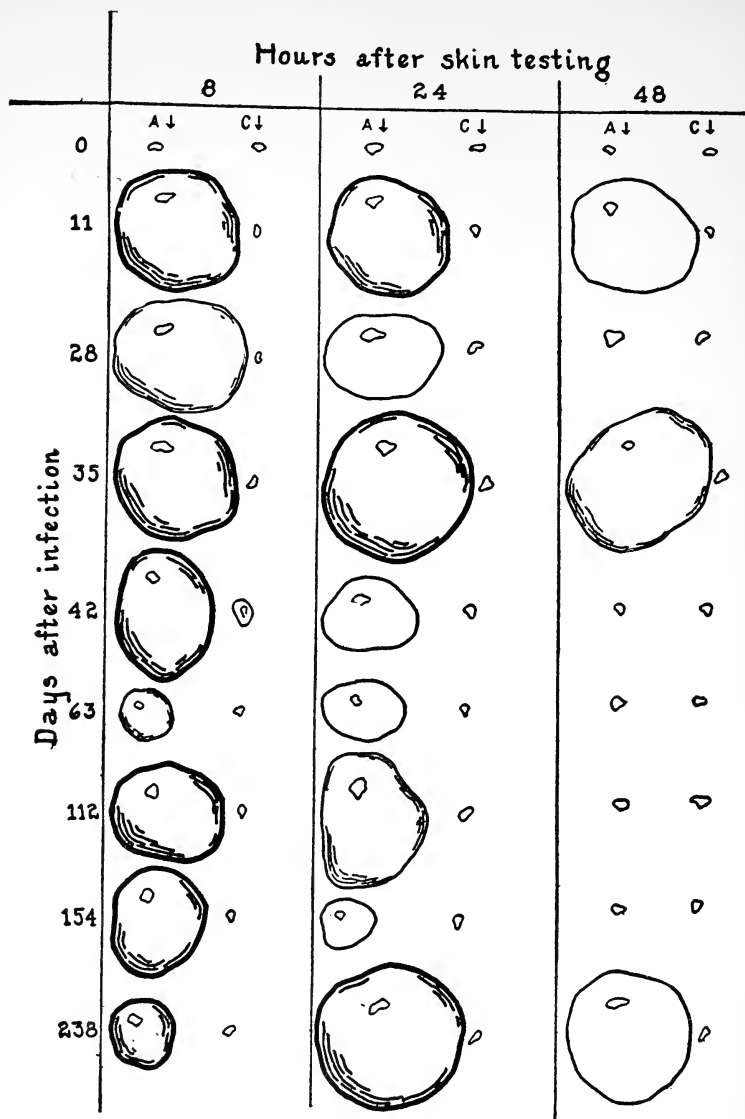 Hours after skin testing
8 24 48
A↓ C↓ A↓ C↓ A↓ C↓
0
11
28
35
42
63
112
154
238
Days after infection